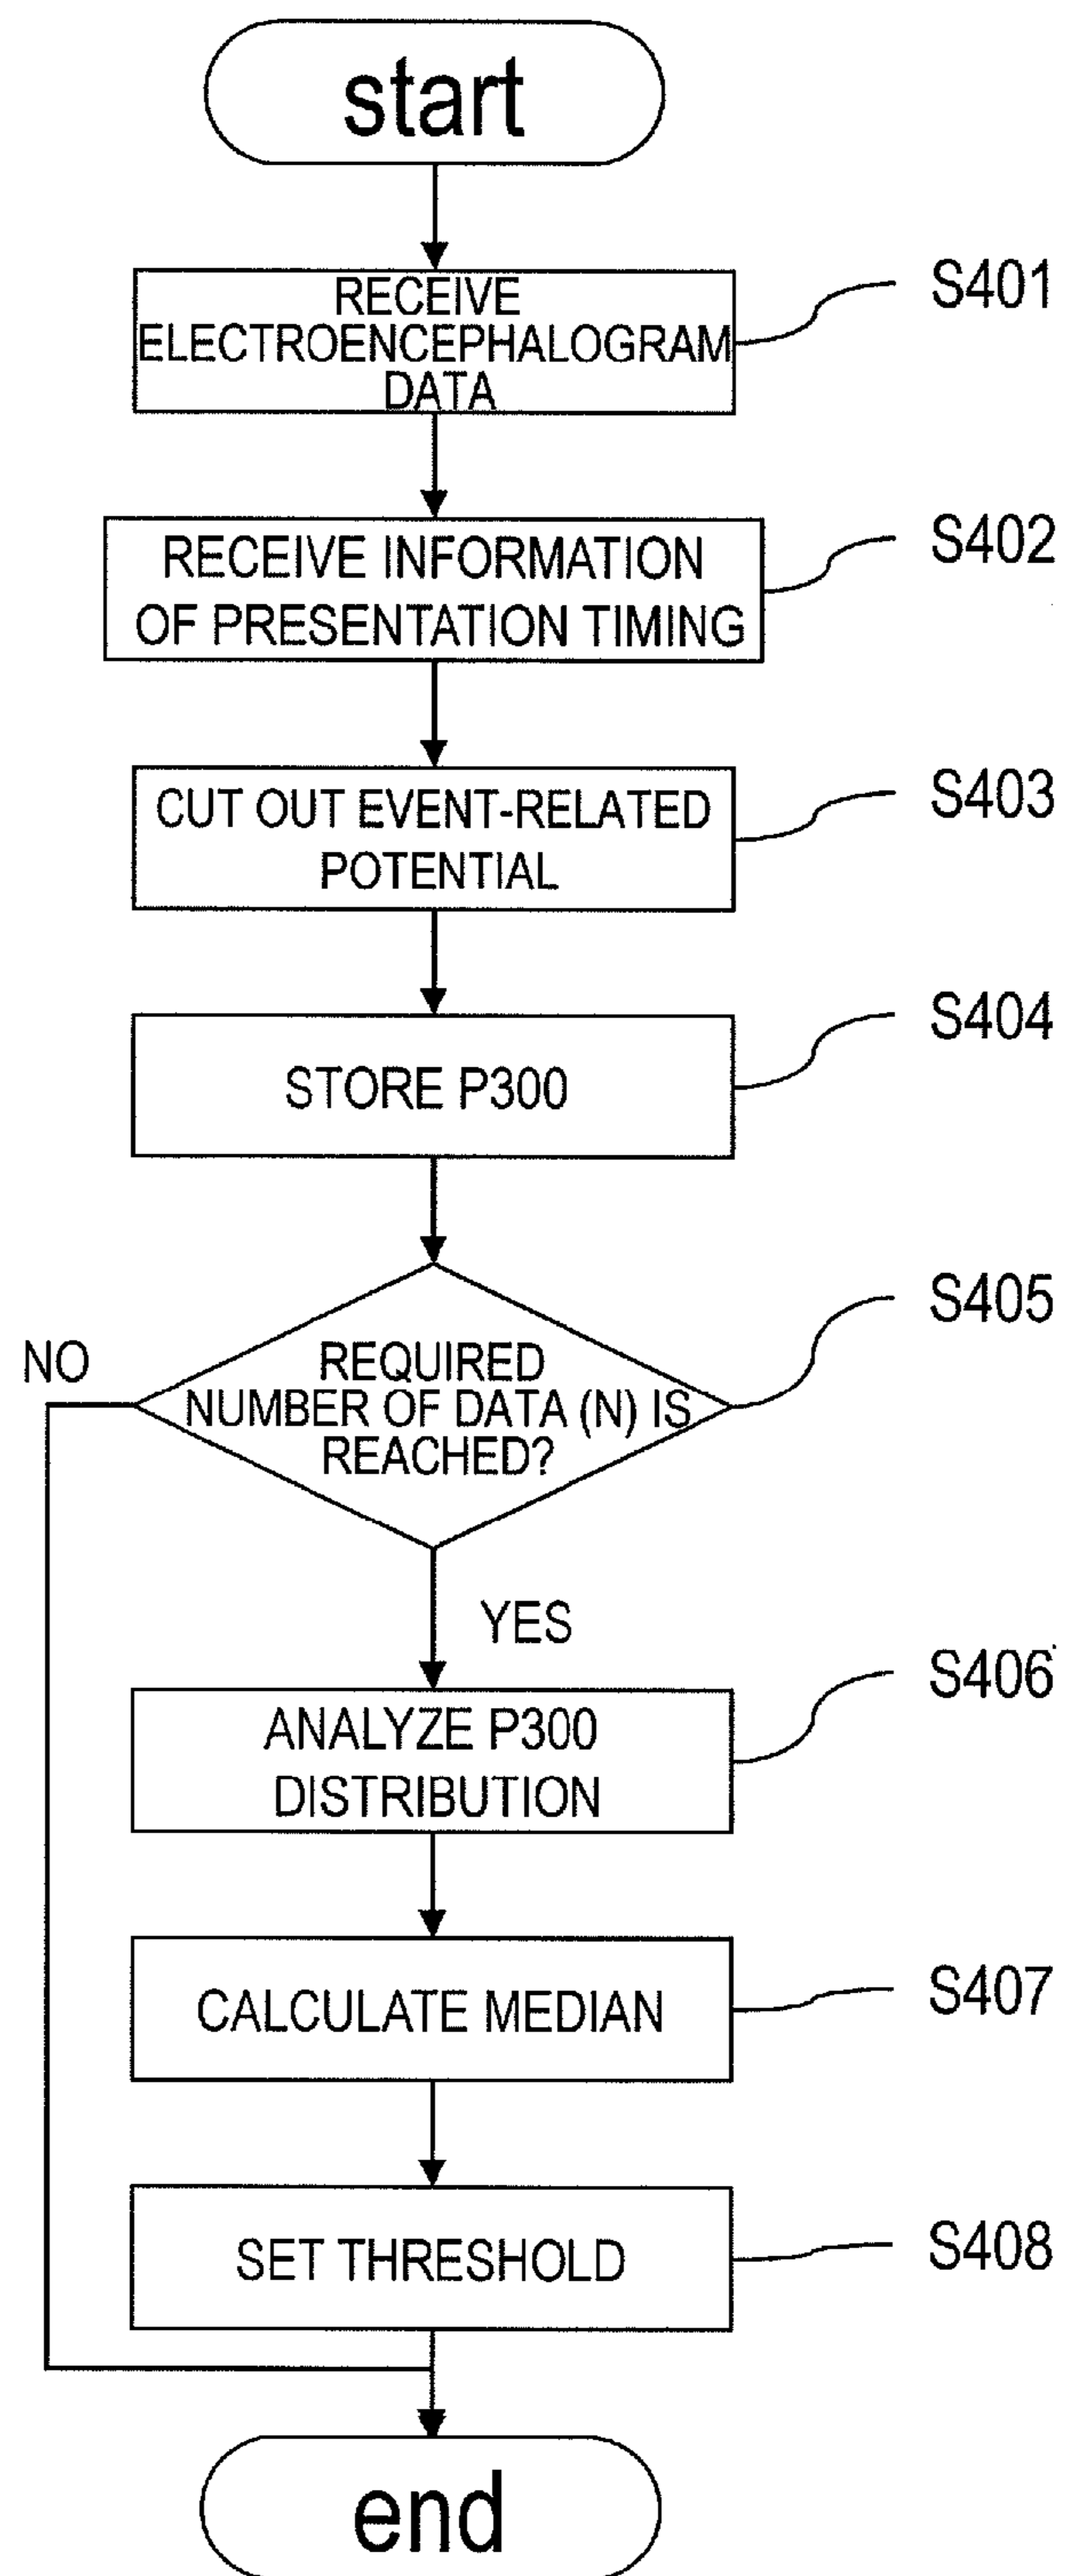 start
RECEIVE
ELECTROENCEPHALOGRAM
DATA
S401
RECEIVE INFORMATION
OF PRESENTATION TIMING
S402
CUT OUT EVENT-RELATED
POTENTIAL
S403
STORE P300
S404
REQUIRED
NUMBER OF DATA (N) IS
REACHED?
S405
NO
YES
ANALYZE P300
DISTRIBUTION
S406
CALCULATE MEDIAN
S407
SET THRESHOLD
S408
end